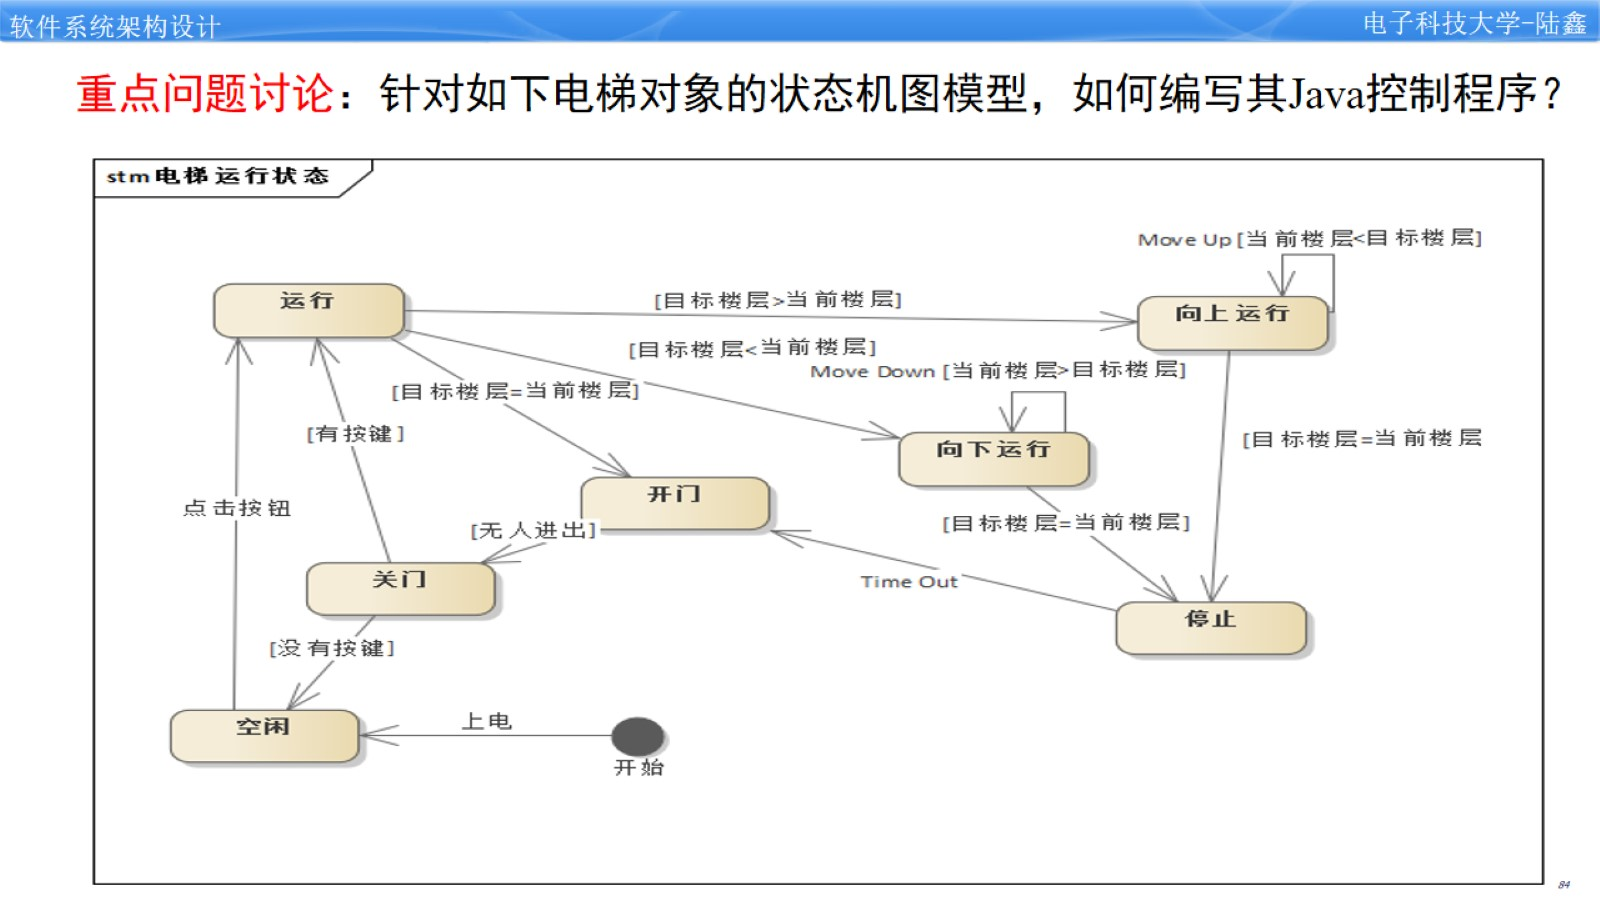 软件系统架构设计
电子科技大学-陆鑫
重点问题讨论：针对如下电梯对象的状态机图模型，如何编写其Java控制程序？
stm 电梯运行状态
Move Up [当前楼层<目标楼层]
运行
[目标楼层>当前楼层]
向上运行
[目标楼层<当前楼层]
Move Down [当前楼层>目标楼层]
[目标楼层=当前楼层]
[有按键]
向下运行
[目标楼层=当前楼层
开门
点击按钮
[无人进出]
[目标楼层=当前楼层]
关门
Time Out
停止
[没有按键]
空闲
上电
开始
84